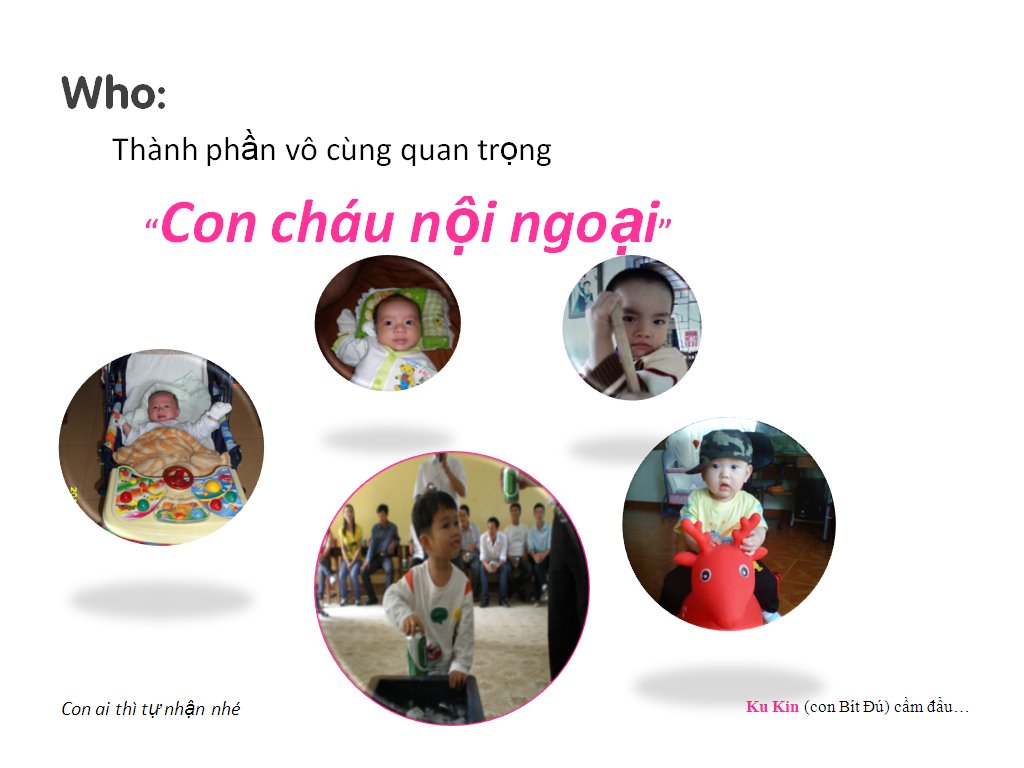 Who:
Thành phần vô cùng quan trọng
“Con cháu nội ngoại”
Con ai thì tự nhận nhé
Ku Kin (con Bít Đú) cầm đầu…